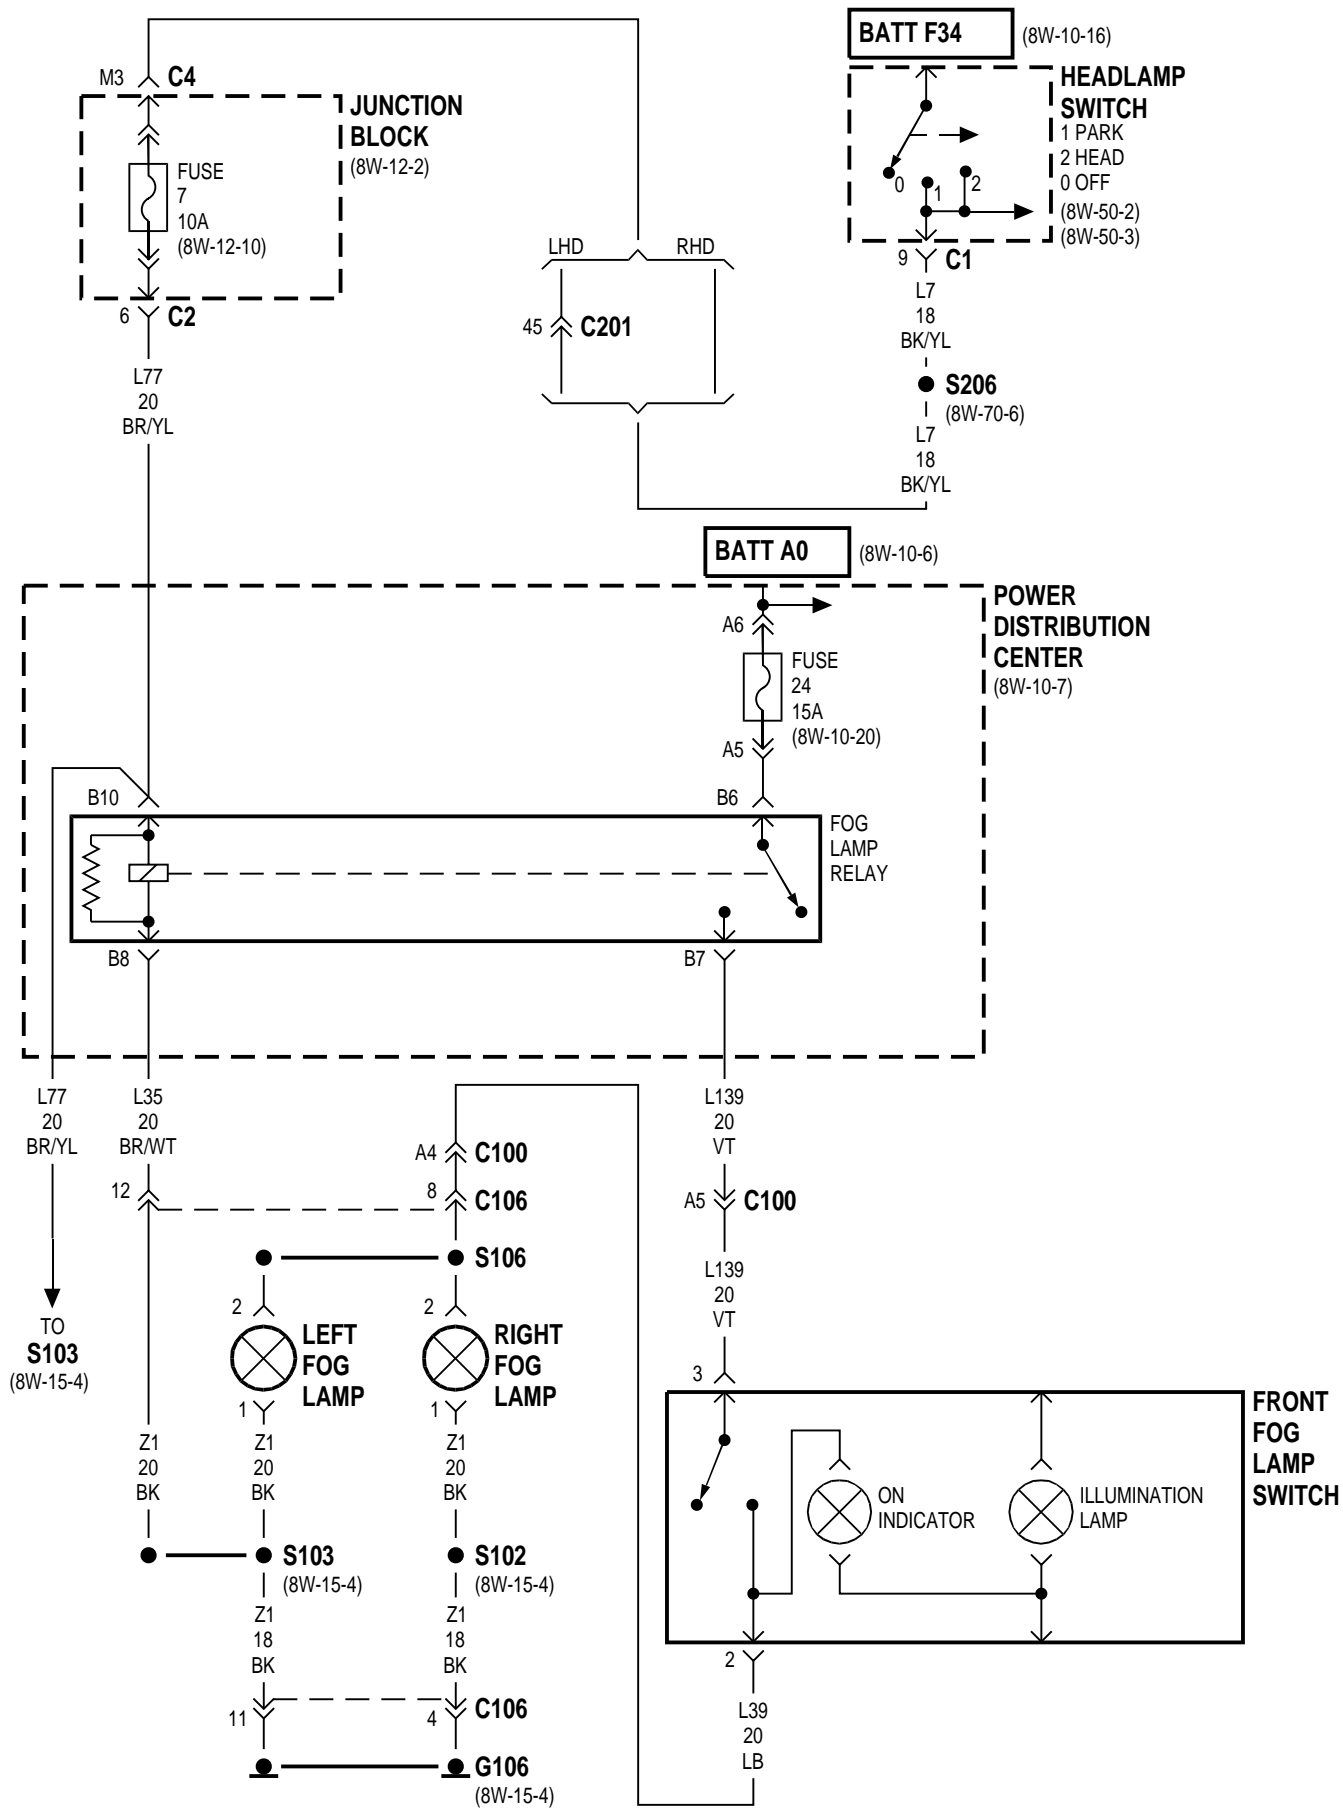 BATT F34
(8W-10-16)
M3
C4
JUNCTION
BLOCK
(8W-12-2)
FUSE
7
10A
(8W-12-10)
6
C2
L77
20
BR/YL
HEADLAMP
SWITCH
1 PARK
2 HEAD
0 OFF
(8W-50-2)
(8W-50-3)
0
1
2
9
C1
L7
18
BK/YL
S206
(8W-70-6)
L7
18
BK/YL
LHD
RHD
45
C201
BATT A0
(8W-10-6)
POWER
DISTRIBUTION
CENTER
(8W-10-7)
A6
FUSE
24
15A
(8W-10-20)
A5
B10
B6
FOG
LAMP
RELAY
B8
B7
L77
20
BR/YL
L35
20
BR/WT
L139
20
VT
A4
C100
12
8
C106
A5
C100
S106
L139
20
VT
TO
S103
(8W-15-4)
2
LEFT
FOG
LAMP
1
2
RIGHT
FOG
LAMP
1
3
FRONT
FOG
LAMP
SWITCH
ON
INDICATOR
ILLUMINATION
LAMP
Z1
20
BK
Z1
20
BK
Z1
20
BK
S103
(8W-15-4)
S102
(8W-15-4)
Z1
18
BK
Z1
18
BK
2
11
4
C106
L39
20
LB
G106
(8W-15-4)